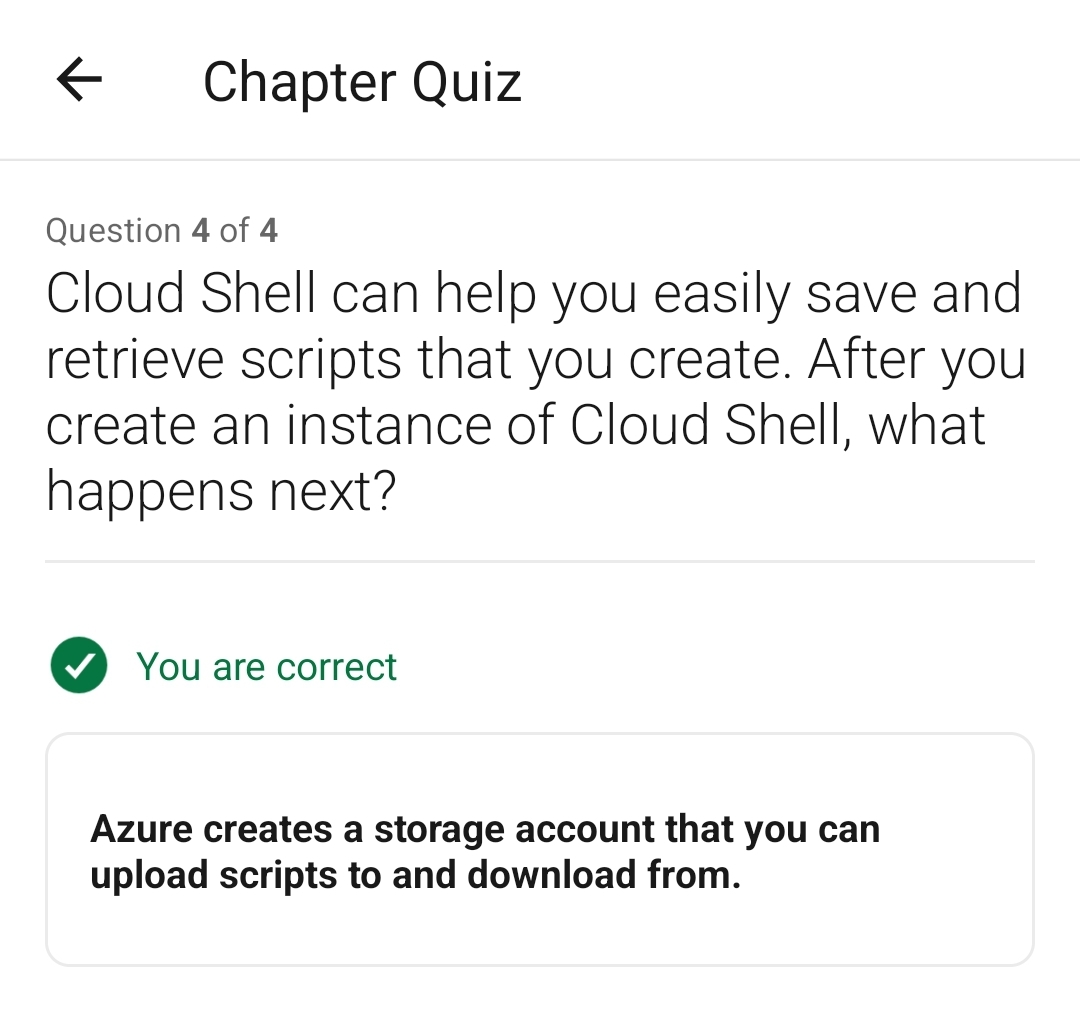 Chapter Quiz
Question 4 of 4
Cloud Shell can help you easily save and
retrieve scripts that you create. After you
create an instance of Cloud Shell, what
happens next?
You are correct
Azure creates a storage account that you can
upload scripts to and download from.